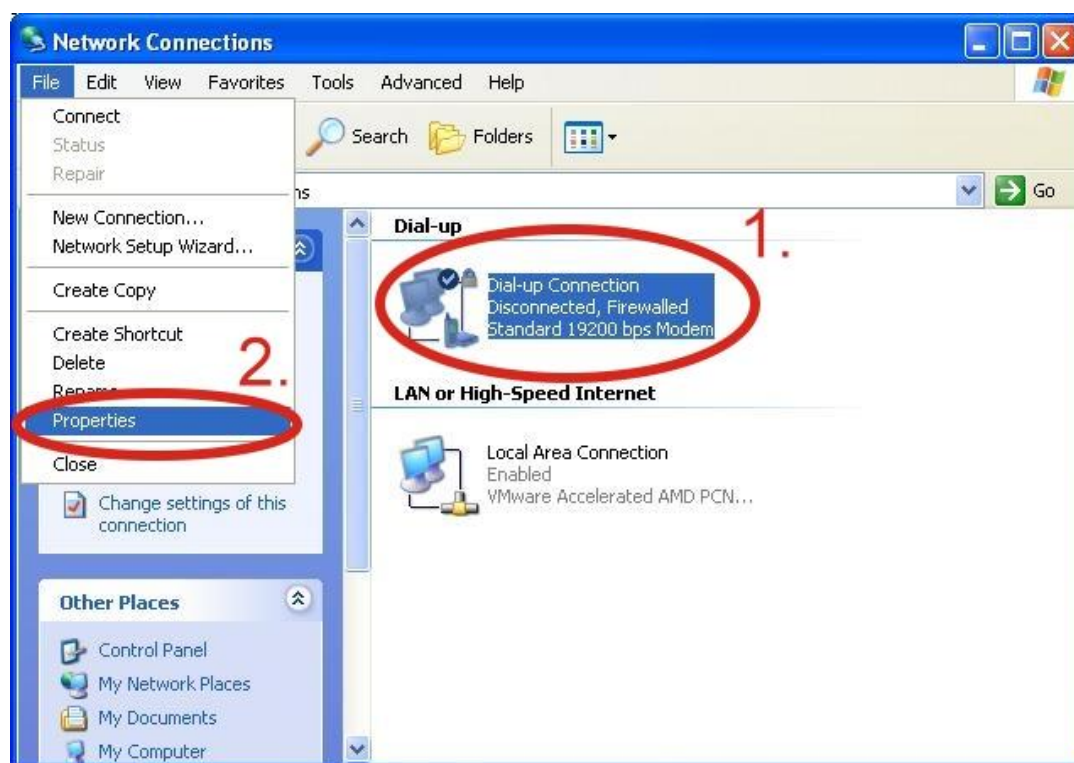 Network Connections
File Edit View Favorites Tools Advanced Help
Connect
Status
Repair
New Connection...
Network Setup Wizard...
Create Copy
Create Shortcut
Delete
Rename
Properties
Close
Search Folders
Go
Dial-up
1.
Dial-up Connection
Disconnected, Firewalled
Standard 19200 bps Modem
2.
LAN or High-Speed Internet
Local Area Connection
Enabled
VMware Accelerated AMD PCN...
Change settings of this
connection
Other Places
Control Panel
My Network Places
My Documents
My Computer